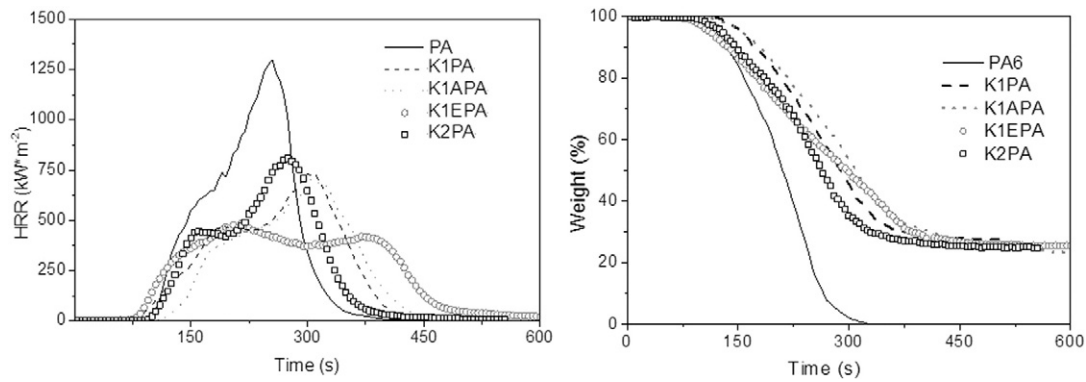 1500
1250
1000
750
500
250
0
HRR (kW*m-2)
PA
K1PA
K1APA
K1EPA
K2PA
150 300 450 600
Time (s)
100
80
60
40
20
0
Weight (%)
PA6
K1PA
K1APA
K1EPA
K2PA
0 150 300 450 600
Time (s)